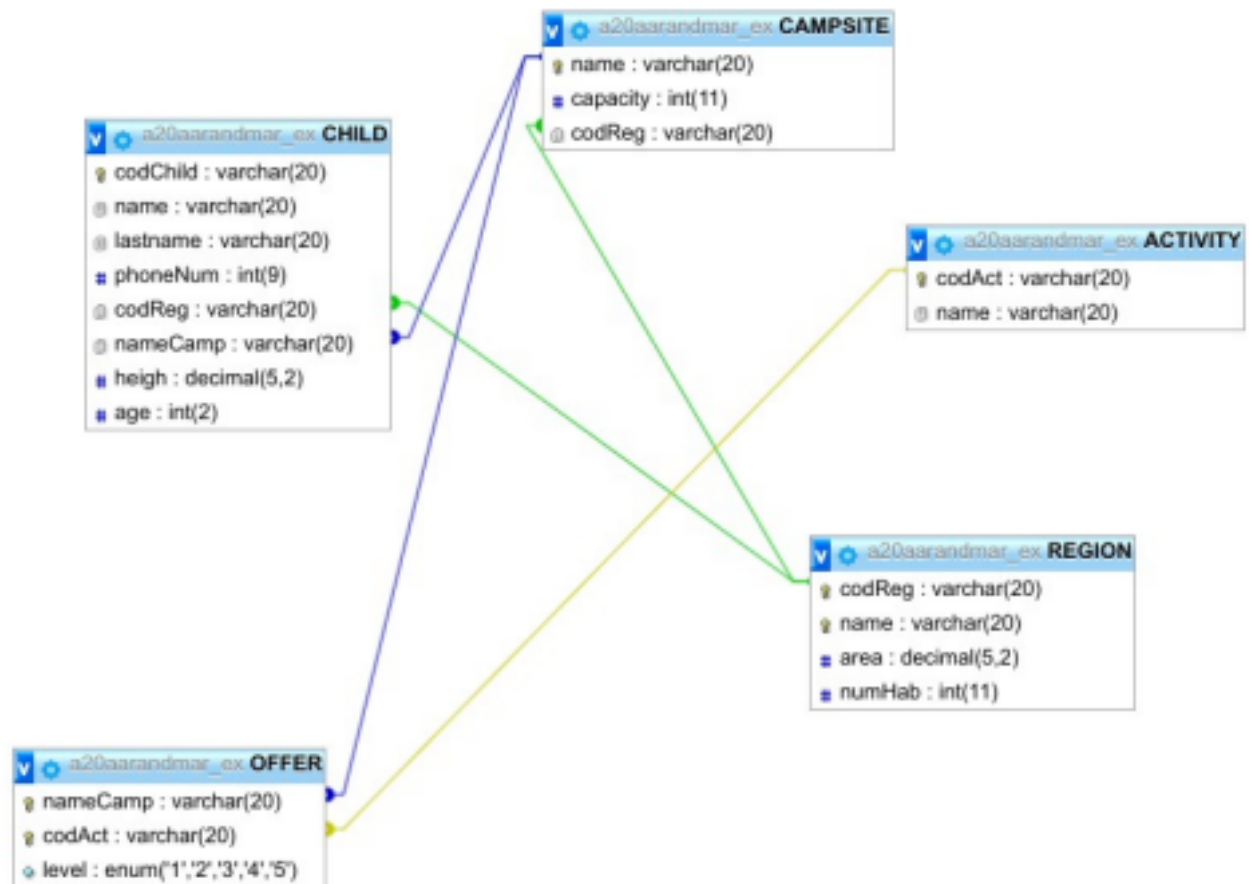 a20aarandmar_ex CAMPSITE
name : varchar(20)
capacity : int(11)
codReg : varchar(20)
a20aarandmar_ex CHILD
codChild : varchar(20)
name : varchar(20)
lastname : varchar(20)
phoneNum : int(9)
codReg : varchar(20)
nameCamp : varchar(20)
heigh : decimal(5,2)
age : int(2)
a20aarandmar_ex ACTIVITY
codAct : varchar(20)
name : varchar(20)
a20aarandmar_ex REGION
codReg : varchar(20)
name : varchar(20)
area : decimal(5,2)
numHab : int(11)
a20aarandmar_ex OFFER
nameCamp : varchar(20)
codAct : varchar(20)
level : enum('1','2','3','4','5')